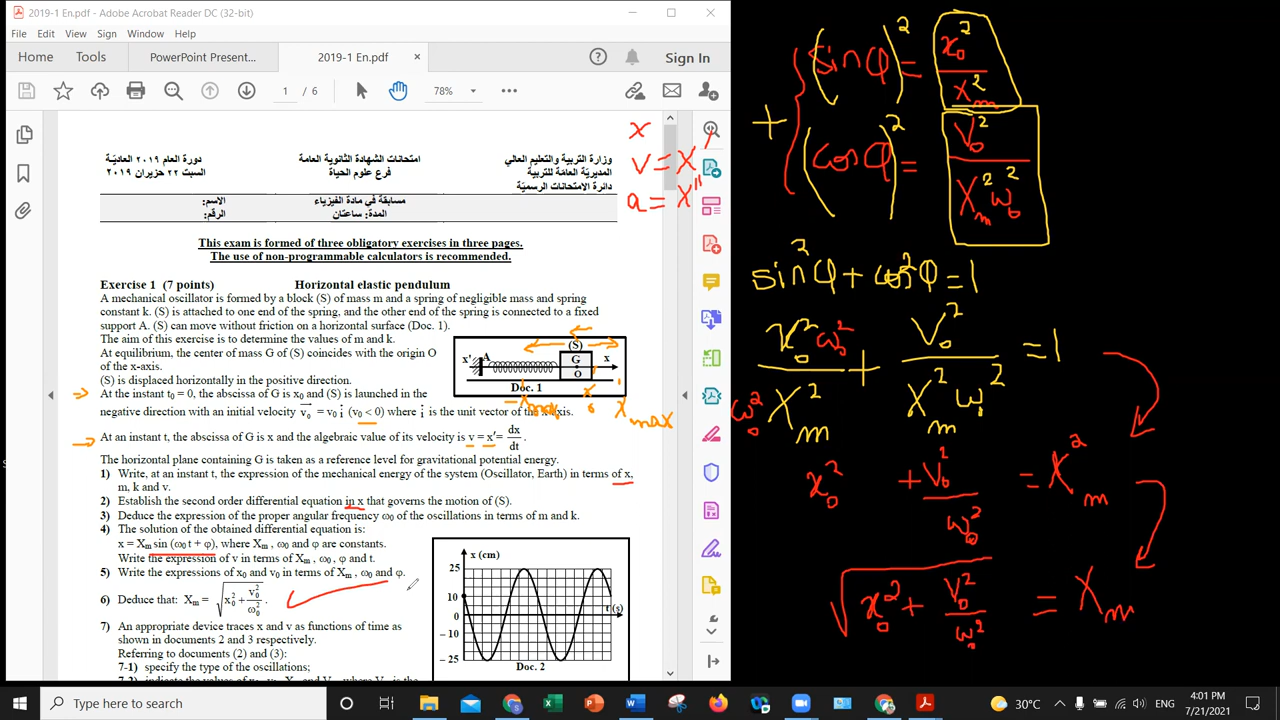 2019-1 En.pdf - Adobe Acrobat Reader DC (32-bit)
File Edit View Sign Window Help
Home Tools PowerPoint Present... 2019-1 En.pdf × Sign In
1 / 6 78%
دورة العام ٢٠١٩ العاديّة امتحانات الشهادة الثانوية العامة وزارة التربية والتعليم العالي
السبت ٢٢ حزيران ٢٠١٩ فرع علوم الحياة المديريّة العامّة للتربية
دائرة الامتحانات الرسميّة
الاسم: مسابقة في مادة الفيزياء
الرقم: المدة: ساعتان
x
v = x'
a = x''
This exam is formed of three obligatory exercises in three pages.
The use of non-programmable calculators is recommended.
Exercise 1 (7 points) Horizontal elastic pendulum
A mechanical oscillator is formed by a block (S) of mass m and a spring of negligible mass and spring
constant k. (S) is attached to one end of the spring, and the other end of the spring is connected to a fixed
support A. (S) can move without friction on a horizontal surface (Doc. 1).
The aim of this exercise is to determine the values of m and k.
At equilibrium, the center of mass G of (S) coincides with the origin O
of the x-axis.
(S) is displaced horizontally in the positive direction.
At the instant t₀ = 0, the abscissa of G is x₀ and (S) is launched in the
negative direction with an initial velocity v₀ = v₀ i (v₀ < 0) where i is the unit vector of the x-axis.
At an instant t, the abscissa of G is x and the algebraic value of its velocity is v = x' = dx/dt.
The horizontal plane containing G is taken as a reference level for gravitational potential energy.
1) Write, at an instant t, the expression of the mechanical energy of the system (Oscillator, Earth) in terms of x,
m, k and v.
2) Establish the second order differential equation in x that governs the motion of (S).
3) Deduce the expression of the proper angular frequency ω₀ of the oscillations in terms of m and k.
4) The solution of the obtained differential equation is:
x = Xₘ sin (ω₀ t + φ), where Xₘ , ω₀ and φ are constants.
Write the expression of v in terms of Xₘ , ω₀ , φ and t.
5) Write the expressions of x₀ and v₀ in terms of Xₘ , ω₀ and φ.
6) Deduce that: Xₘ = √(x₀² + v₀²/ω₀²) .
7) An appropriate device traces x and v as functions of time as
shown in documents 2 and 3 respectively.
Referring to documents (2) and (3):
7-1) specify the type of the oscillations;
x' A (S) G O x
Doc. 1
x₀
- Xmax Xmax
x (cm)
25
10
0
t (s)
- 10
- 25
Doc. 2
(sin φ)² = x₀²/Xₘ²
+
(cos φ)² = V₀²/Xₘ² ω₀²
sin²φ + cos²φ = 1
x₀² ω₀²/ω₀² Xₘ² + V₀²/Xₘ² ω₀² = 1
x₀² + V₀²/ω₀² = Xₘ²
√(x₀² + V₀²/ω₀²) = Xₘ
Type here to search
30°C ENG 4:01 PM
7/21/2021